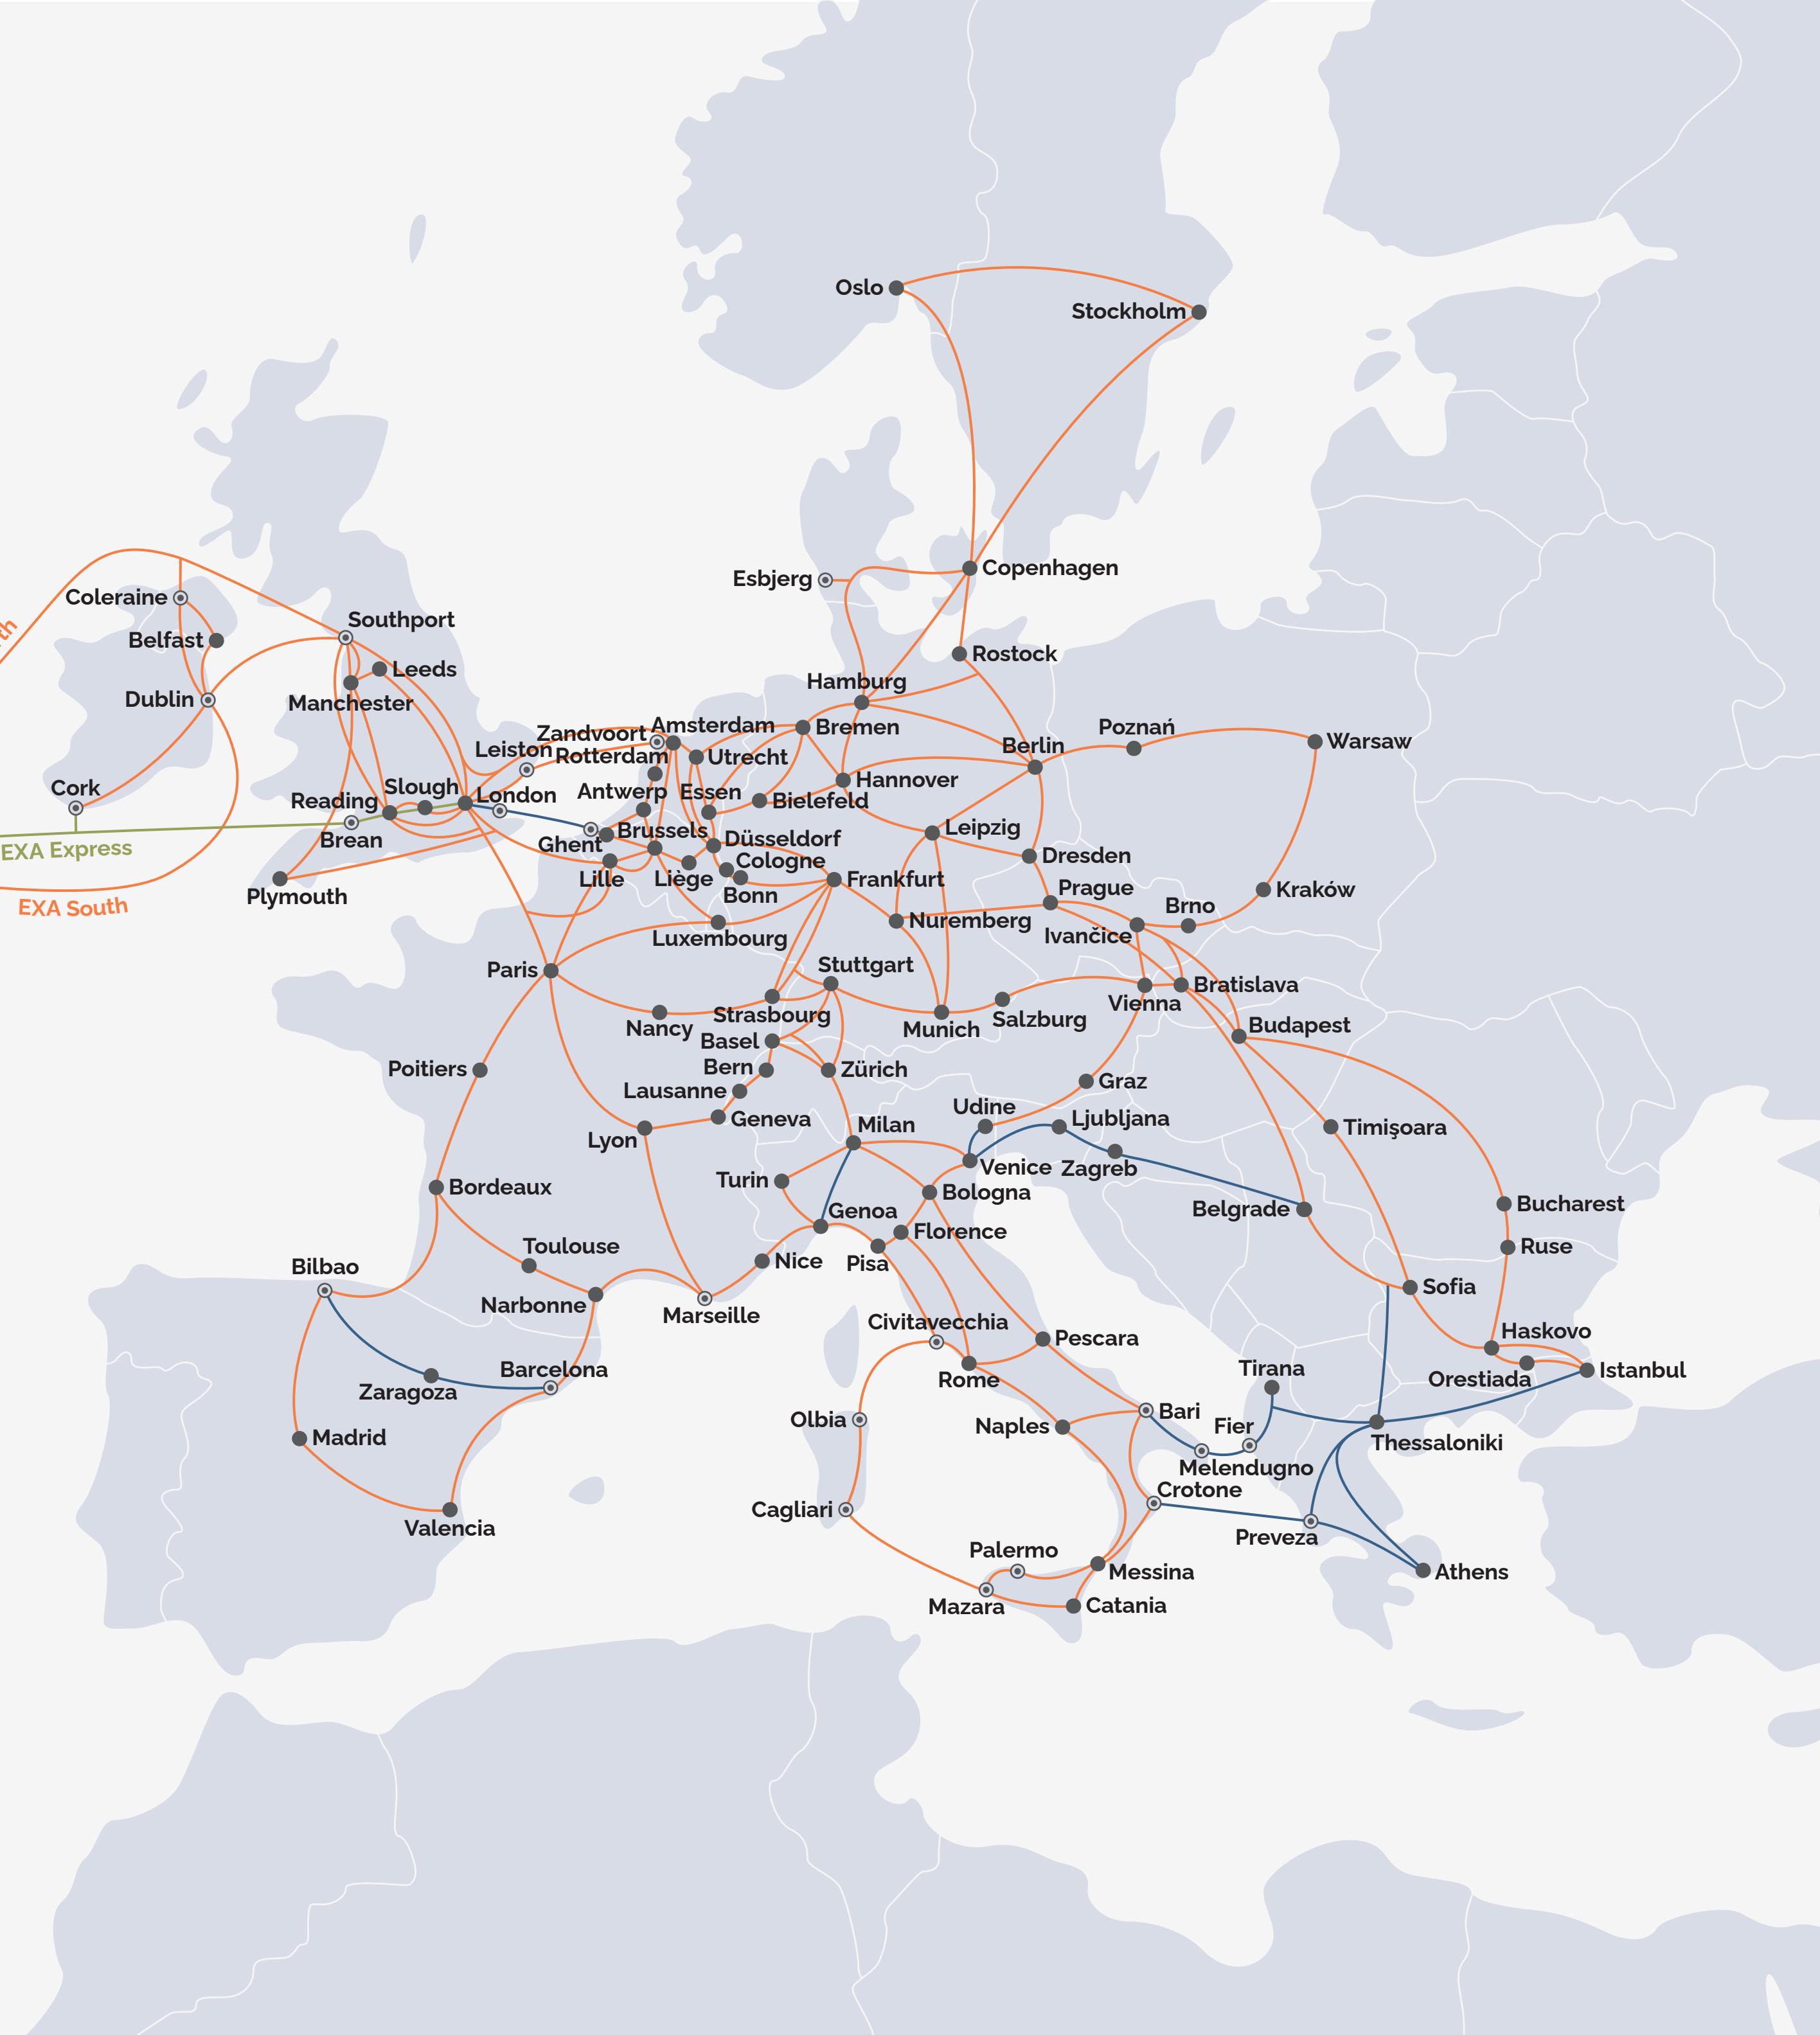 Oslo
Stockholm
Esbjerg
Copenhagen
Coleraine
Southport
th
Belfast
Rostock
Leeds
Hamburg
Dublin
Manchester
Zandvoort
Amsterdam
Bremen
Poznań
Warsaw
Leiston
Rotterdam
Utrecht
Berlin
Cork
Slough
Antwerp
Essen
Hannover
Reading
London
Bielefeld
Brean
Ghent
Brussels
Düsseldorf
Leipzig
EXA Express
Cologne
Dresden
Lille
Liège
Frankfurt
Prague
Kraków
Plymouth
Bonn
EXA South
Luxembourg
Nuremberg
Ivančice
Brno
Paris
Stuttgart
Bratislava
Nancy
Strasbourg
Munich
Salzburg
Vienna
Budapest
Basel
Poitiers
Bern
Zürich
Lausanne
Graz
Geneva
Udine
Ljubljana
Lyon
Milan
Timişoara
Turin
Venice
Zagreb
Bordeaux
Bologna
Bucharest
Genoa
Belgrade
Florence
Toulouse
Nice
Pisa
Ruse
Bilbao
Sofia
Narbonne
Marseille
Civitavecchia
Pescara
Haskovo
Barcelona
Tirana
Istanbul
Zaragoza
Rome
Orestiada
Olbia
Bari
Madrid
Naples
Fier
Thessaloniki
Melendugno
Crotone
Cagliari
Valencia
Preveza
Palermo
Messina
Athens
Mazara
Catania